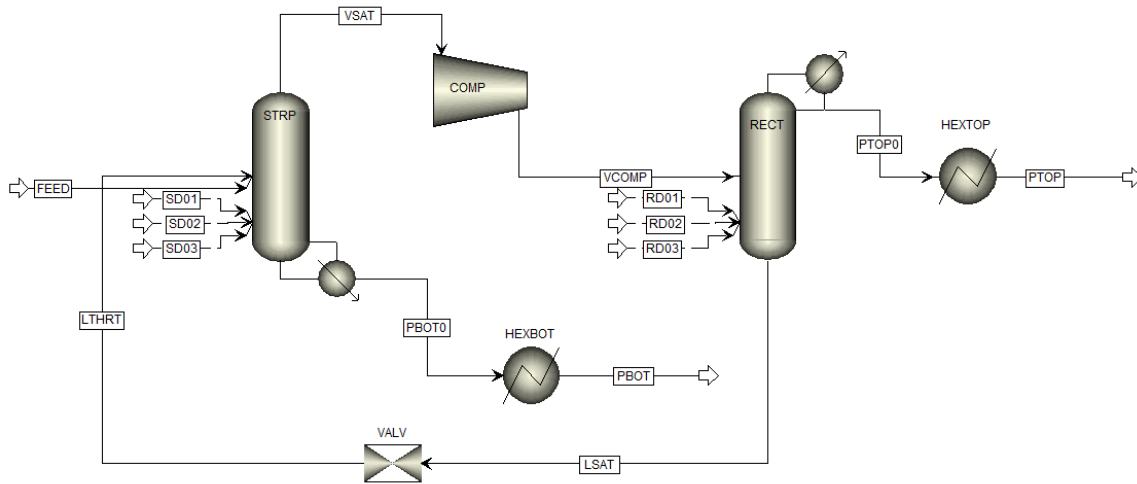 VSAT
COMP
STRP
RECT
HEXTOP
PTOP0
FEED
VCOMP
PTOP
SD01
RD01
SD02
RD02
SD03
RD03
LTHRT
PBOT0
HEXBOT
PBOT
VALV
LSAT